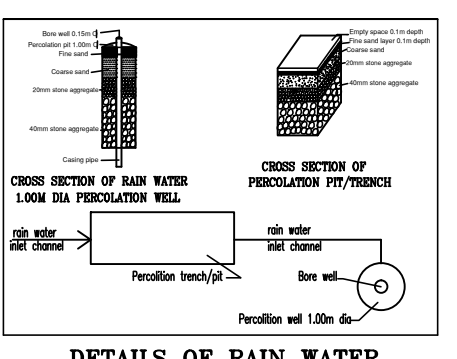 Bore well 0.15m
Percolation pit 1.00m
Fine sand
Coarse sand
20mm stone aggregate
40mm stone aggregate
Casing pipe
CROSS SECTION OF RAIN WATER
1.00M DIA PERCOLATION WELL
Empty space 0.1m depth
Fine sand layer 0.1m depth
Coarse sand
20mm stone aggregate
40mm stone aggregate
CROSS SECTION OF
PERCOLATION PIT/TRENCH
rain water
inlet channel
Percolition trench/pit
rain water
inlet channel
Bore well
Percolition well 1.00m dia
DETAILS OF RAIN WATER